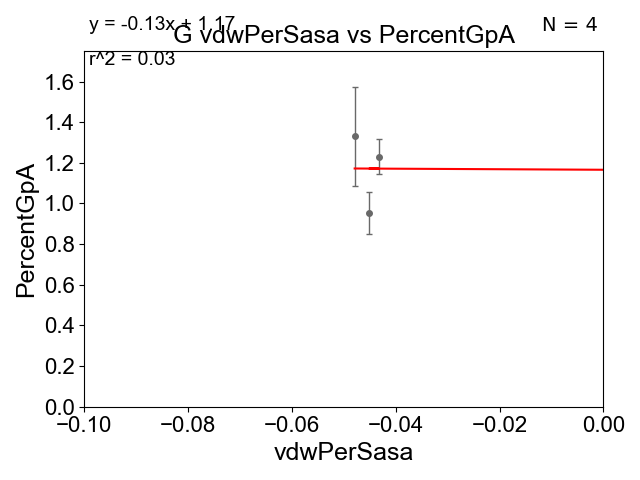 y = -0.13x + 1.17
N = 4
G vdwPerSasa vs PercentGpA
r^2 = 0.03
PercentGpA
1.6
1.4
1.2
1.0
0.8
0.6
0.4
0.2
0.0
−0.10 −0.08 −0.06 −0.04 −0.02 0.00
vdwPerSasa